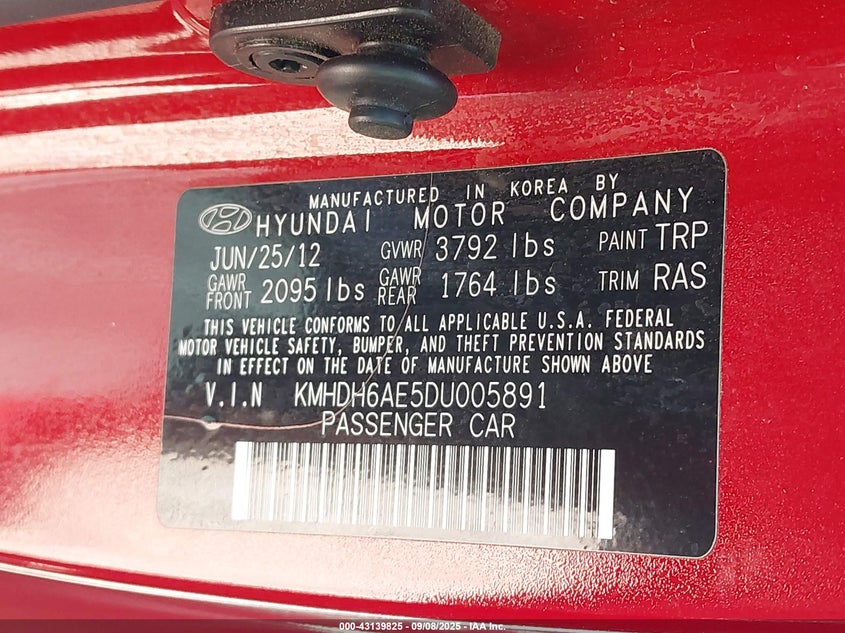 MANUFACTURED IN KOREA BY
HYUNDAI MOTOR COMPANY
JUN/25/12 GVWR 3792 lbs PAINT TRP
GAWR FRONT 2095 lbs GAWR REAR 1764 lbs TRIM RAS
THIS VEHICLE CONFORMS TO ALL APPLICABLE U.S.A. FEDERAL
MOTOR VEHICLE SAFETY, BUMPER, AND THEFT PREVENTION STANDARDS
IN EFFECT ON THE DATE OF MANUFACTURE SHOWN ABOVE
V.I.N KMHDH6AE5DU005891
PASSENGER CAR
000-43139825 - 09/08/2025 - IAA Inc.